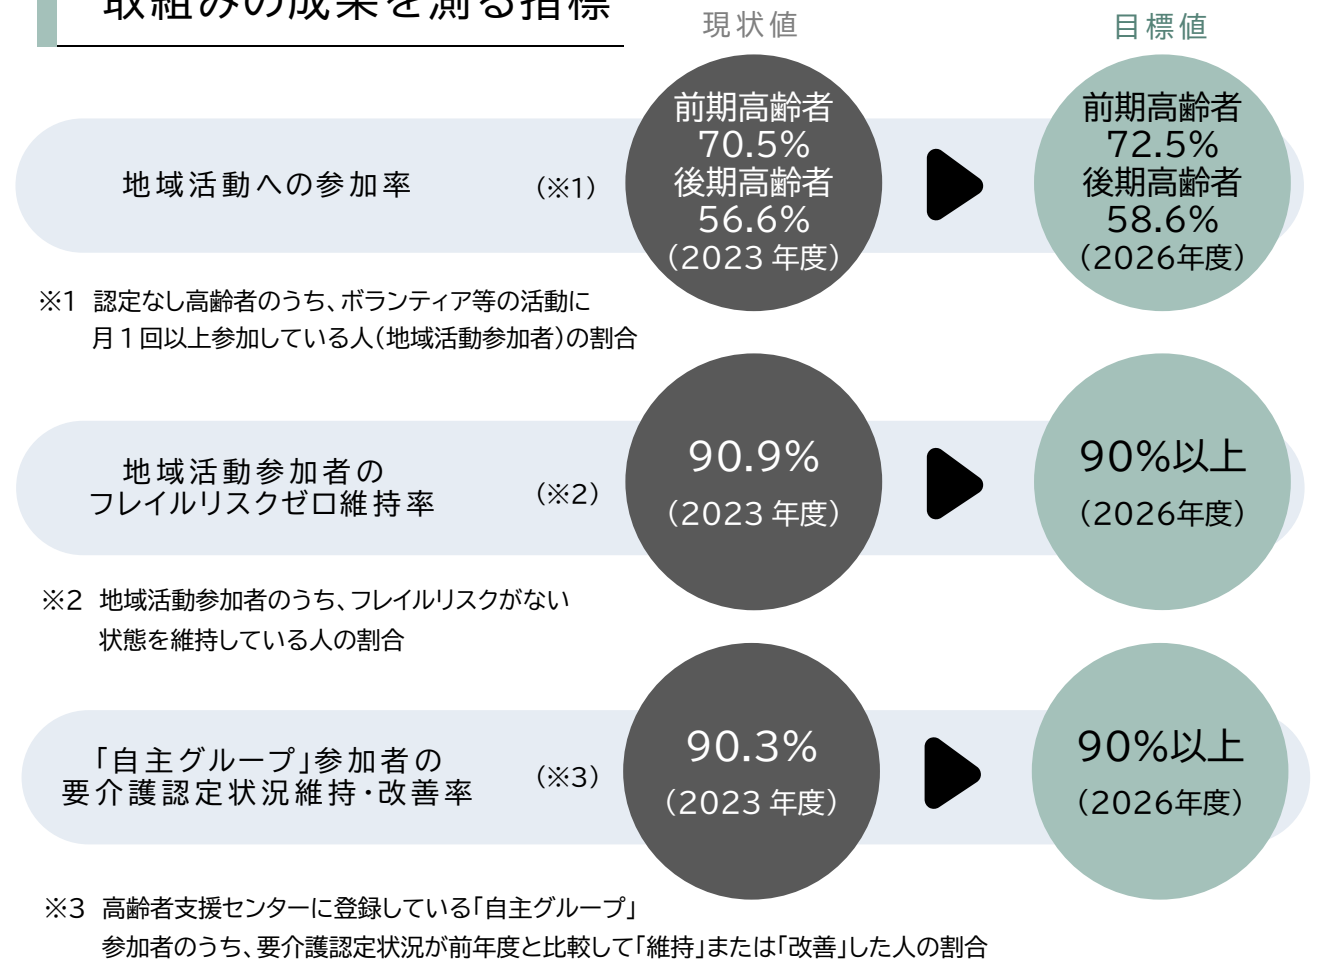 取組みの成果を測る指標
現状値
目標値
地域活動への参加率
(※1)
前期高齢者
70.5%
後期高齢者
56.6%
(2023 年度)
前期高齢者
72.5%
後期高齢者
58.6%
(2026年度)
※1 認定なし高齢者のうち、ボランティア等の活動に
月1回以上参加している人(地域活動参加者)の割合
地域活動参加者の
フレイルリスクゼロ維持率
(※2)
90.9%
(2023 年度)
90%以上
(2026年度)
※2 地域活動参加者のうち、フレイルリスクがない
状態を維持している人の割合
「自主グループ」参加者の
要介護認定状況維持・改善率
(※3)
90.3%
(2023 年度)
90%以上
(2026年度)
※3 高齢者支援センターに登録している「自主グループ」
参加者のうち、要介護認定状況が前年度と比較して「維持」または「改善」した人の割合